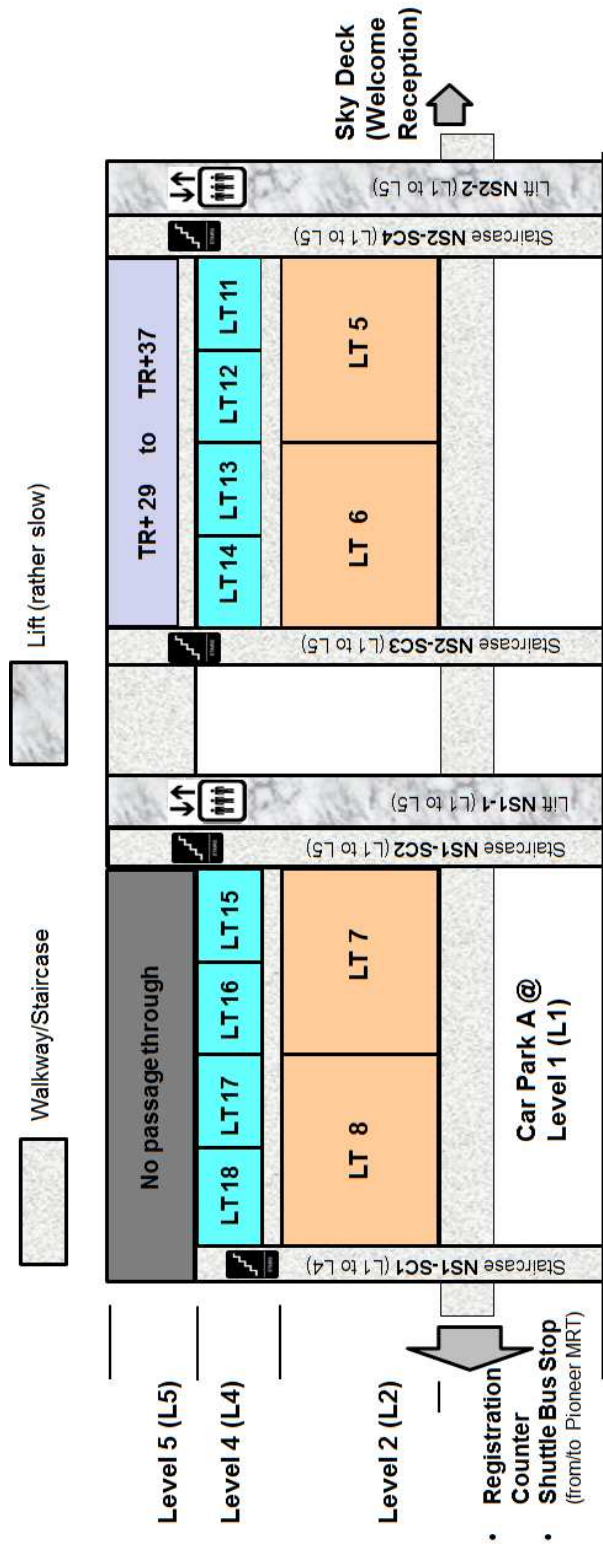 Walkway/Staircase
Lift (rather slow)
Level 5 (L5)
No passage through
TR+ 29 to TR+37
Level 4 (L4)
LT18
LT17
LT16
LT15
LT14
LT13
LT12
LT11
Level 2 (L2)
LT 8
LT 7
LT 6
LT 5
Staircase NS1-SC1 (L1 to L4)
Staircase NS1-SC2 (L1 to L5)
Lift NS1-1 (L1 to L5)
Staircase NS2-SC3 (L1 to L5)
Staircase NS2-SC4 (L1 to L5)
Lift NS2-2 (L1 to L5)
Sky Deck
(Welcome
Reception)
• Registration
Counter
• Shuttle Bus Stop
(from/to Pioneer MRT)
Car Park A @
Level 1 (L1)